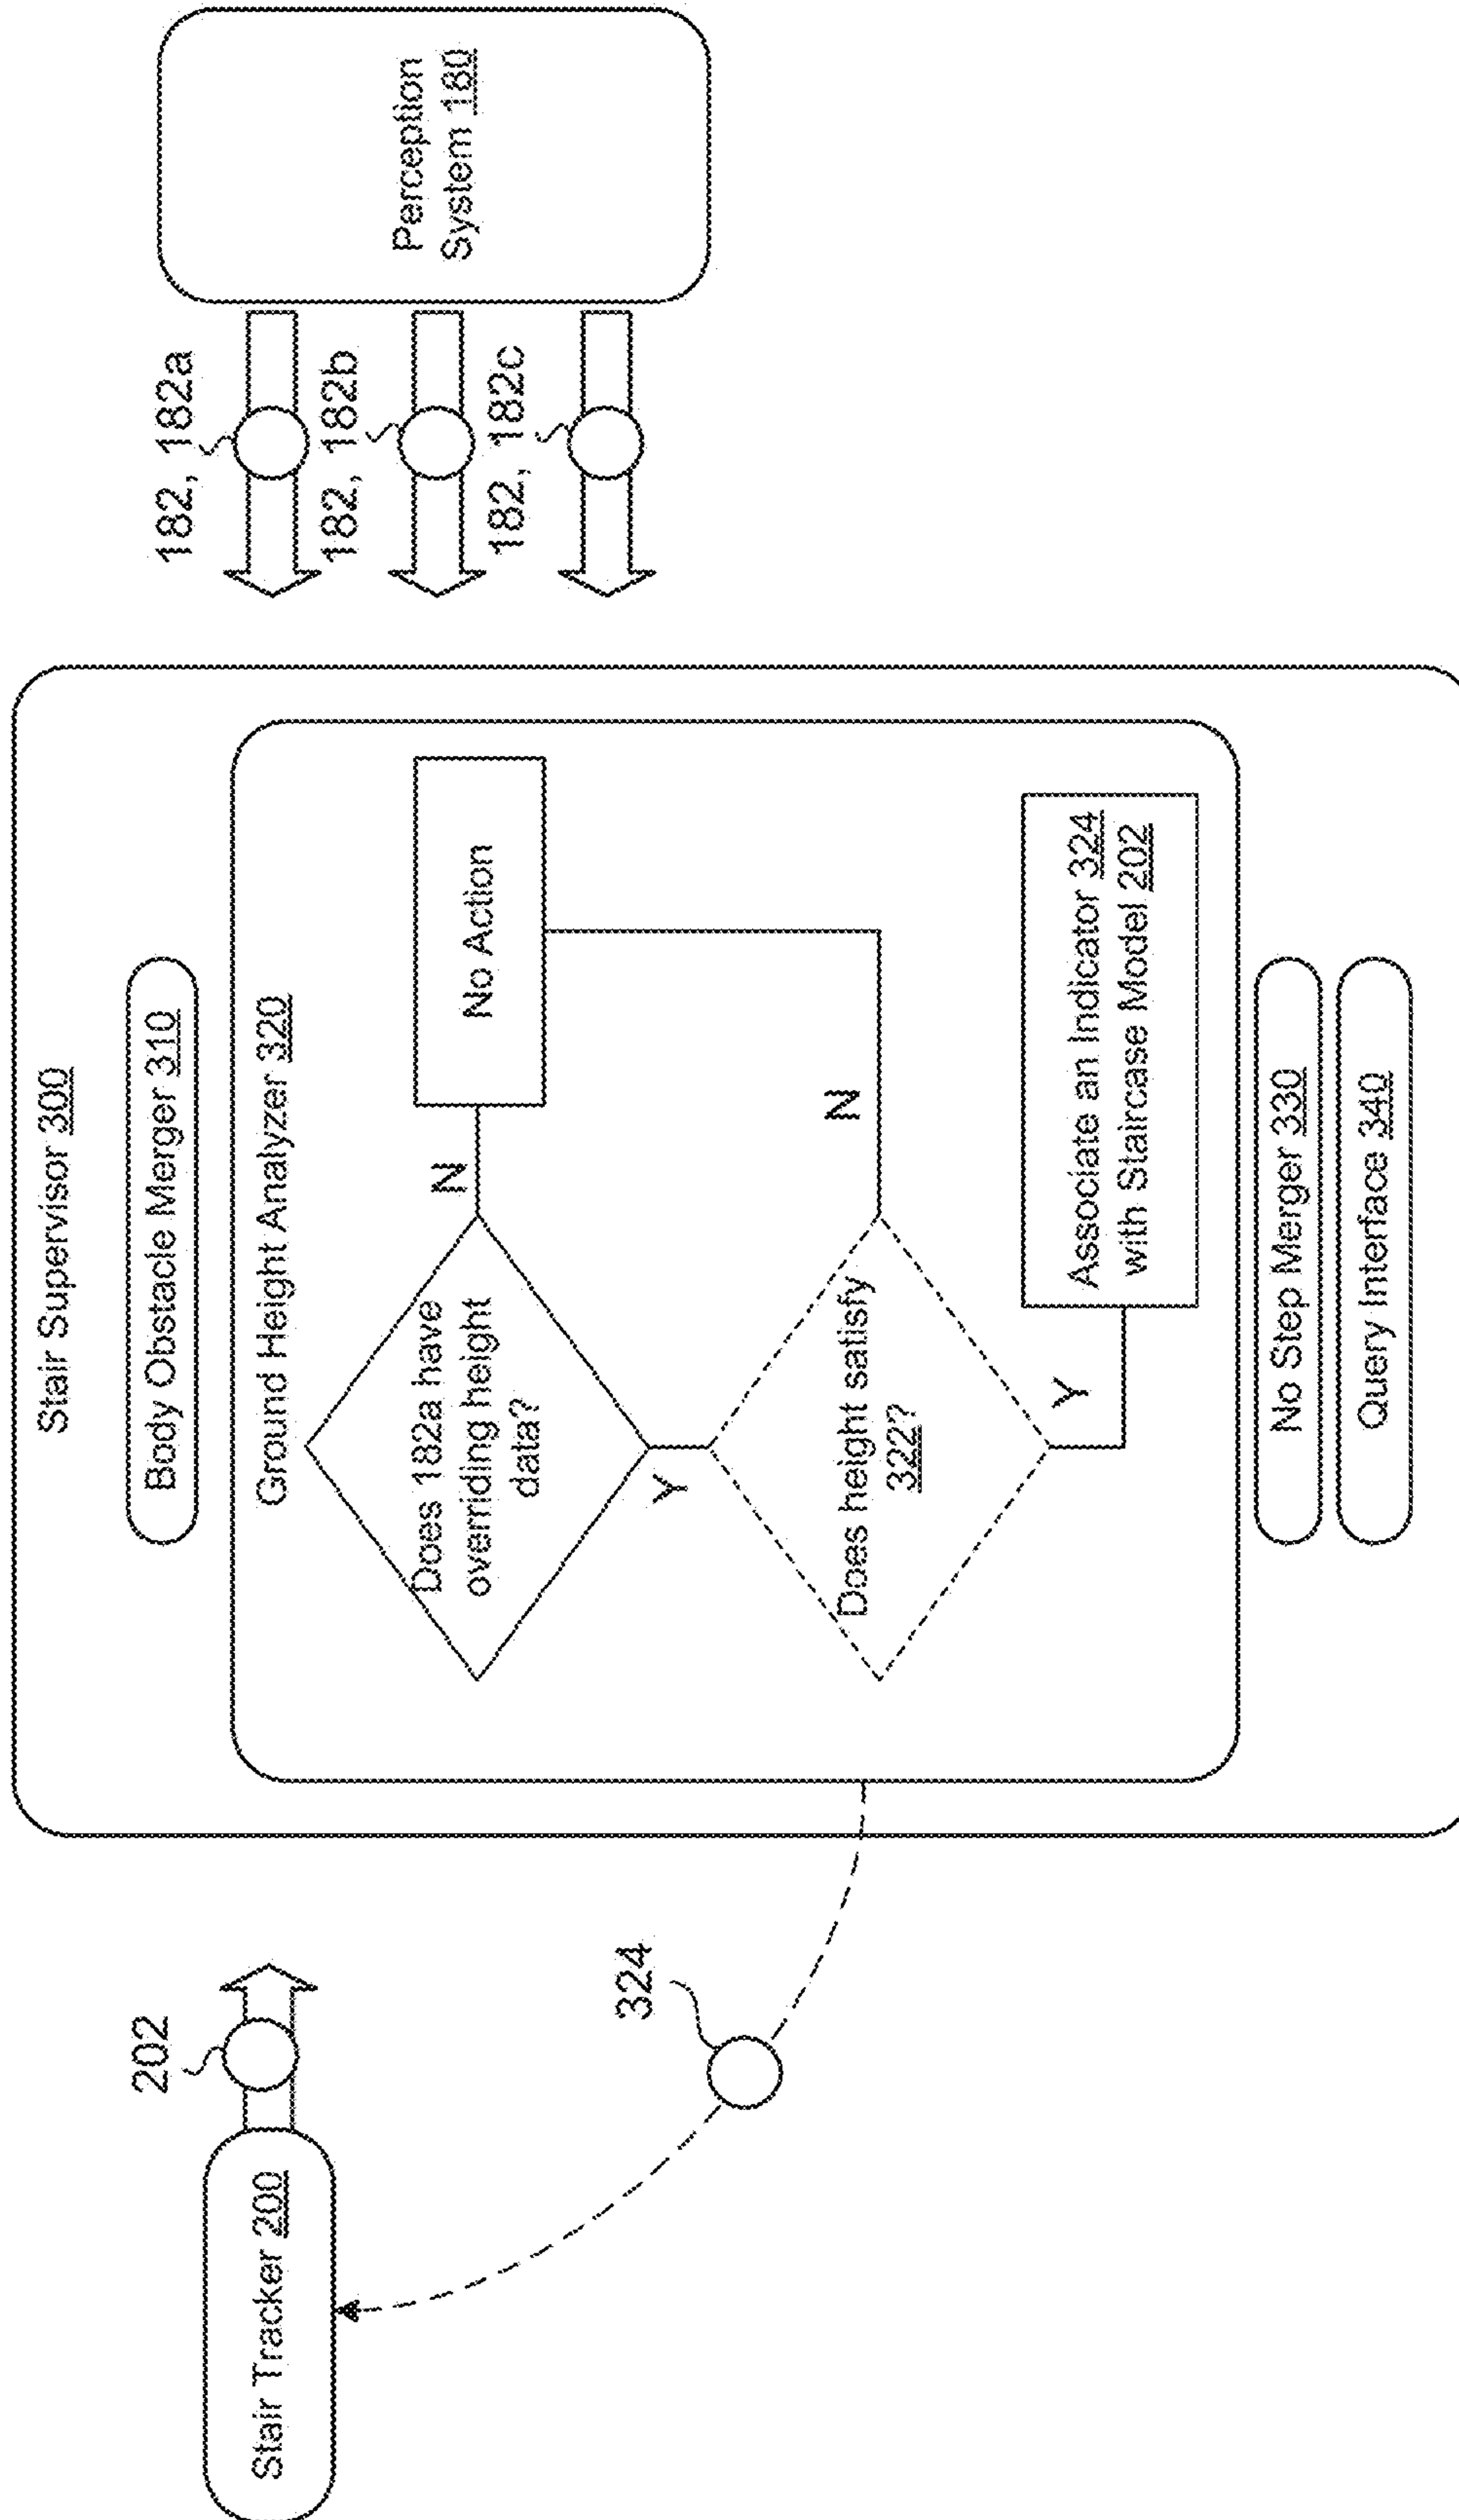 Stair Supervisor 300
Body Obstacle Merger 310
Ground Height Analyzer 320
Does 182a have
overriding height
data?
N
No Action
Y
Does height satisfy
322?
N
Y
Associate an Indicator 324
with Staircase Model 202
No Step Merger 330
Query Interface 340
Stair Tracker 200
202
324
182, 182a
182, 182b
182, 182c
Perception
System 180